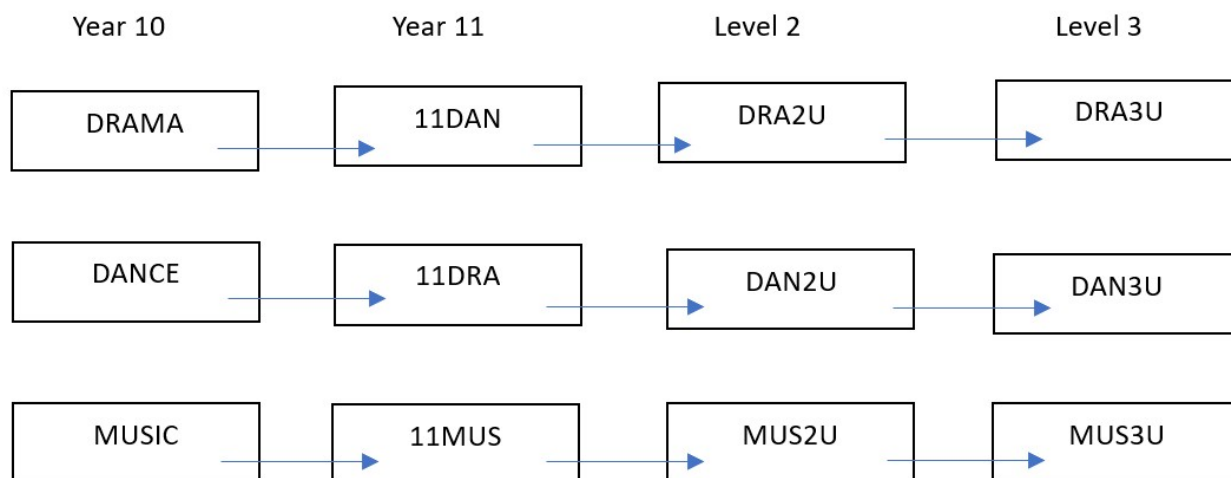 Year 10 Year 11 Level 2 Level 3
DRAMA 11DAN DRA2U DRA3U
DANCE 11DRA DAN2U DAN3U
MUSIC 11MUS MUS2U MUS3U